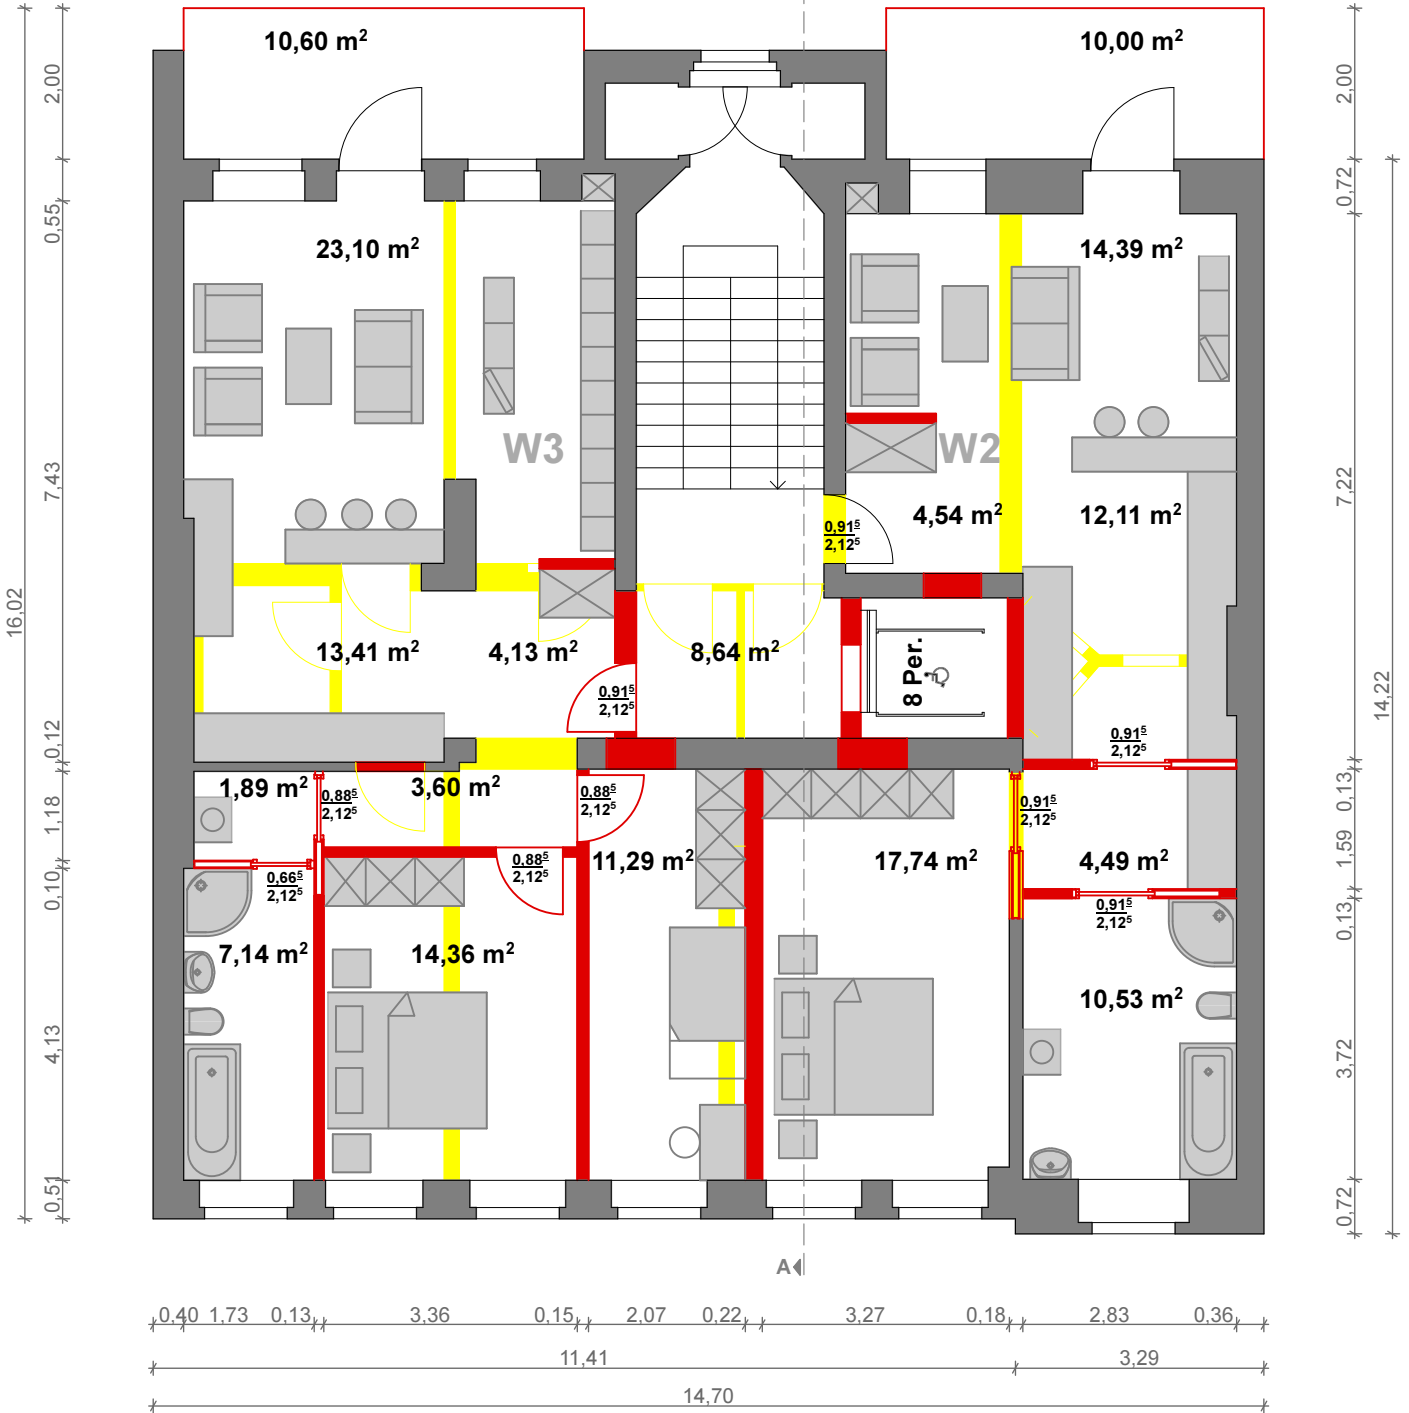 10,60 m²
10,00 m²
2,00
2,00
0,72
0,55
23,10 m²
14,39 m²
W3
W2
7,43
7,22
4,54 m²
12,11 m²
0,91⁵
2,12⁵
16,02
13,41 m²
4,13 m²
8,64 m²
8 Per.
14,22
0,91⁵
2,12⁵
0,91⁵
2,12⁵
0,12
0,13
1,89 m²
0,88⁵
2,12⁵
3,60 m²
0,88⁵
2,12⁵
0,91⁵
2,12⁵
1,18
1,59
0,88⁵
2,12⁵
11,29 m²
17,74 m²
4,49 m²
0,66⁵
2,12⁵
0,10
0,91⁵
2,12⁵
0,13
7,14 m²
14,36 m²
10,53 m²
4,13
3,72
0,51
0,72
A
0,40 1,73 0,13 3,36 0,15 2,07 0,22 3,27 0,18 2,83 0,36
11,41 3,29
14,70